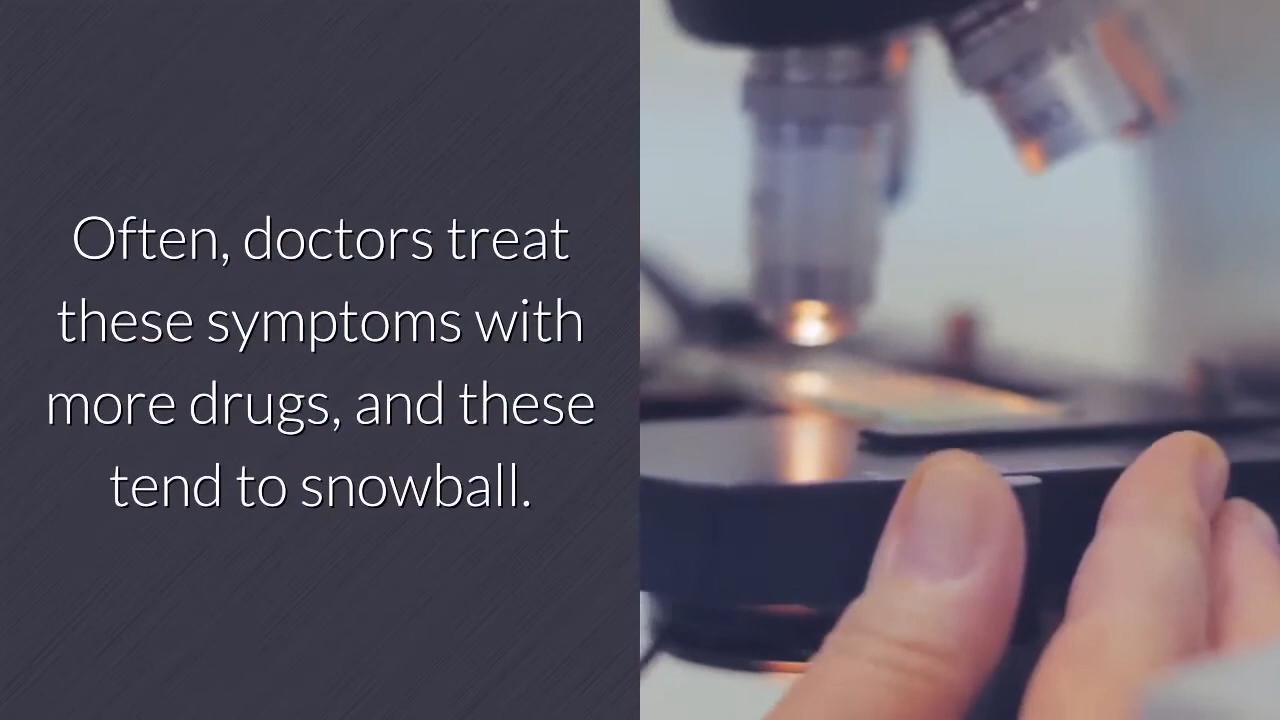 Often, doctors treat
these symptoms with
more drugs, and these
tend to snowball.